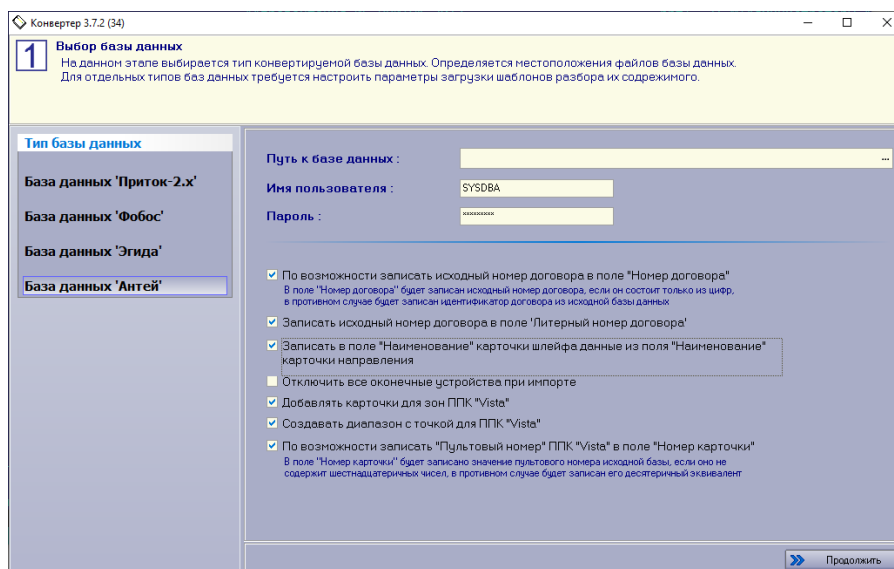 Конвертер 3.7.2 (34)
1
Выбор базы данных
На данном этапе выбирается тип конвертируемой базы данных. Определяется местоположения файлов базы данных.
Для отдельных типов баз данных требуется настроить параметры загрузки шаблонов разбора их содрежимого.
Тип базы данных
База данных 'Приток-2.x'
База данных 'Фобос'
База данных 'Эгида'
База данных 'Антей'
Путь к базе данных :
...
Имя пользователя : SYSDBA
Пароль : xxxxxxxxx
По возможности записать исходный номер договора в поле "Номер договора"
В поле "Номер договора" будет записан исходный номер договора, если он состоит только из цифр,
в противном случае будет записан идентификатор договора из исходной базы данных
Записать исходный номер договора в поле 'Литерный номер договора'
Записать в поле "Наименование" карточки шлейфа данные из поля "Наименование"
карточки направления
Отключить все оконечные устройства при импорте
Добавлять карточки для зон ППК "Vista"
Создавать диапазон с точкой для ППК "Vista"
По возможности записать "Пультовый номер" ППК "Vista" в поле "Номер карточки"
В поле "Номер карточки" будет записано значение пультового номера исходной базы, если оно не
содержит шестнадцатеричных чисел, в противном случае будет записан его десятеричный эквивалент
Продолжить